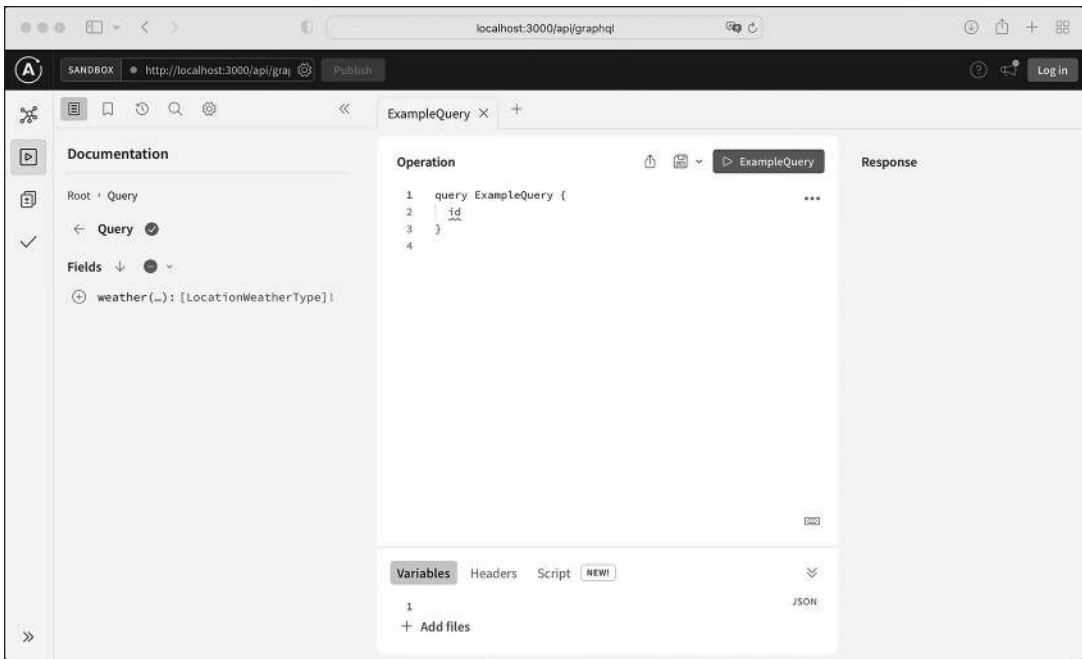 localhost:3000/api/graphql
A
SANDBOX http://localhost:3000/api/graj Publish
Log in
ExampleQuery
Documentation
Root › Query
Query
Fields
weather(…): [LocationWeatherType]!
Operation
ExampleQuery
1 query ExampleQuery {
2 id
3 }
4
Response
Variables Headers Script NEW!
1 JSON
+ Add files